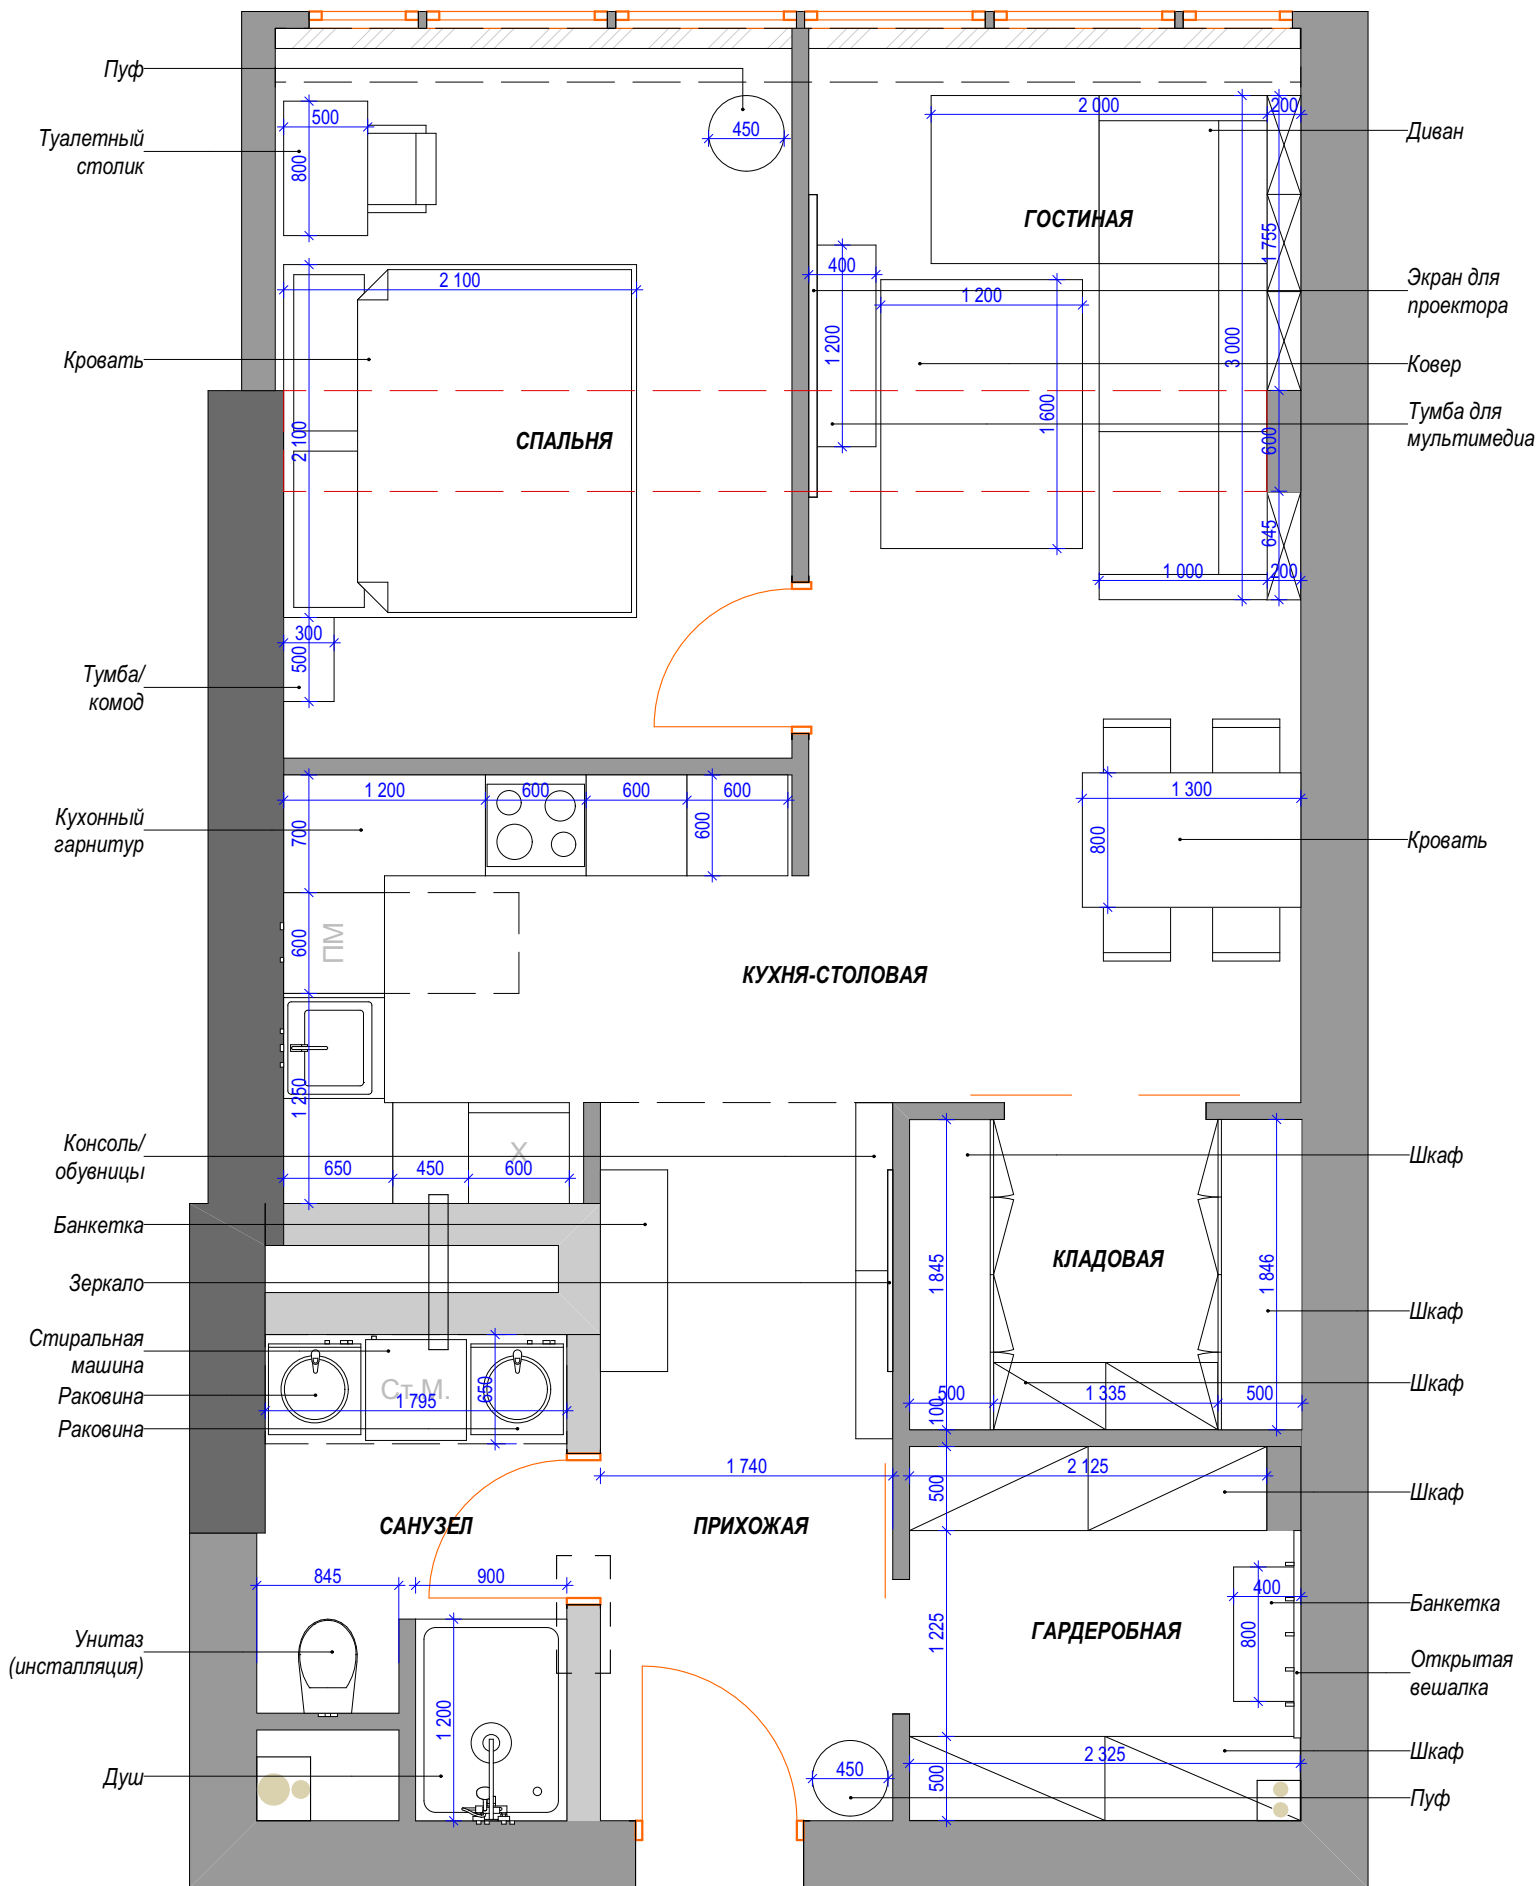 Пуф
Туалетный
столик
Кровать
Тумба/
комод
Кухонный
гарнитур
Консоль/
обувницы
Банкетка
Зеркало
Стиральная
машина
Раковина
Раковина
Унитаз
(инсталляция)
Душ
500
800
450
2 100
2 100
СПАЛЬНЯ
300
500
2 000
200
ГОСТИНАЯ
1 755
400
1 200
1 200
1 600
3 000
600
645
1 000
200
Диван
Экран для
проектора
Ковер
Тумба для
мультимедиа
1 200
600
600
600
700
600
600
ПМ
1 250
1 300
800
Кровать
КУХНЯ-СТОЛОВАЯ
650
450
600
Х
Шкаф
1 845
КЛАДОВАЯ
1 846
Шкаф
500
1 335
500
100
Шкаф
Ст.М.
1 795
650
1 740
2 125
500
Шкаф
САНУЗЕЛ
ПРИХОЖАЯ
845
900
1 200
1 225
ГАРДЕРОБНАЯ
400
800
Банкетка
Открытая
вешалка
450
2 325
500
Шкаф
Пуф